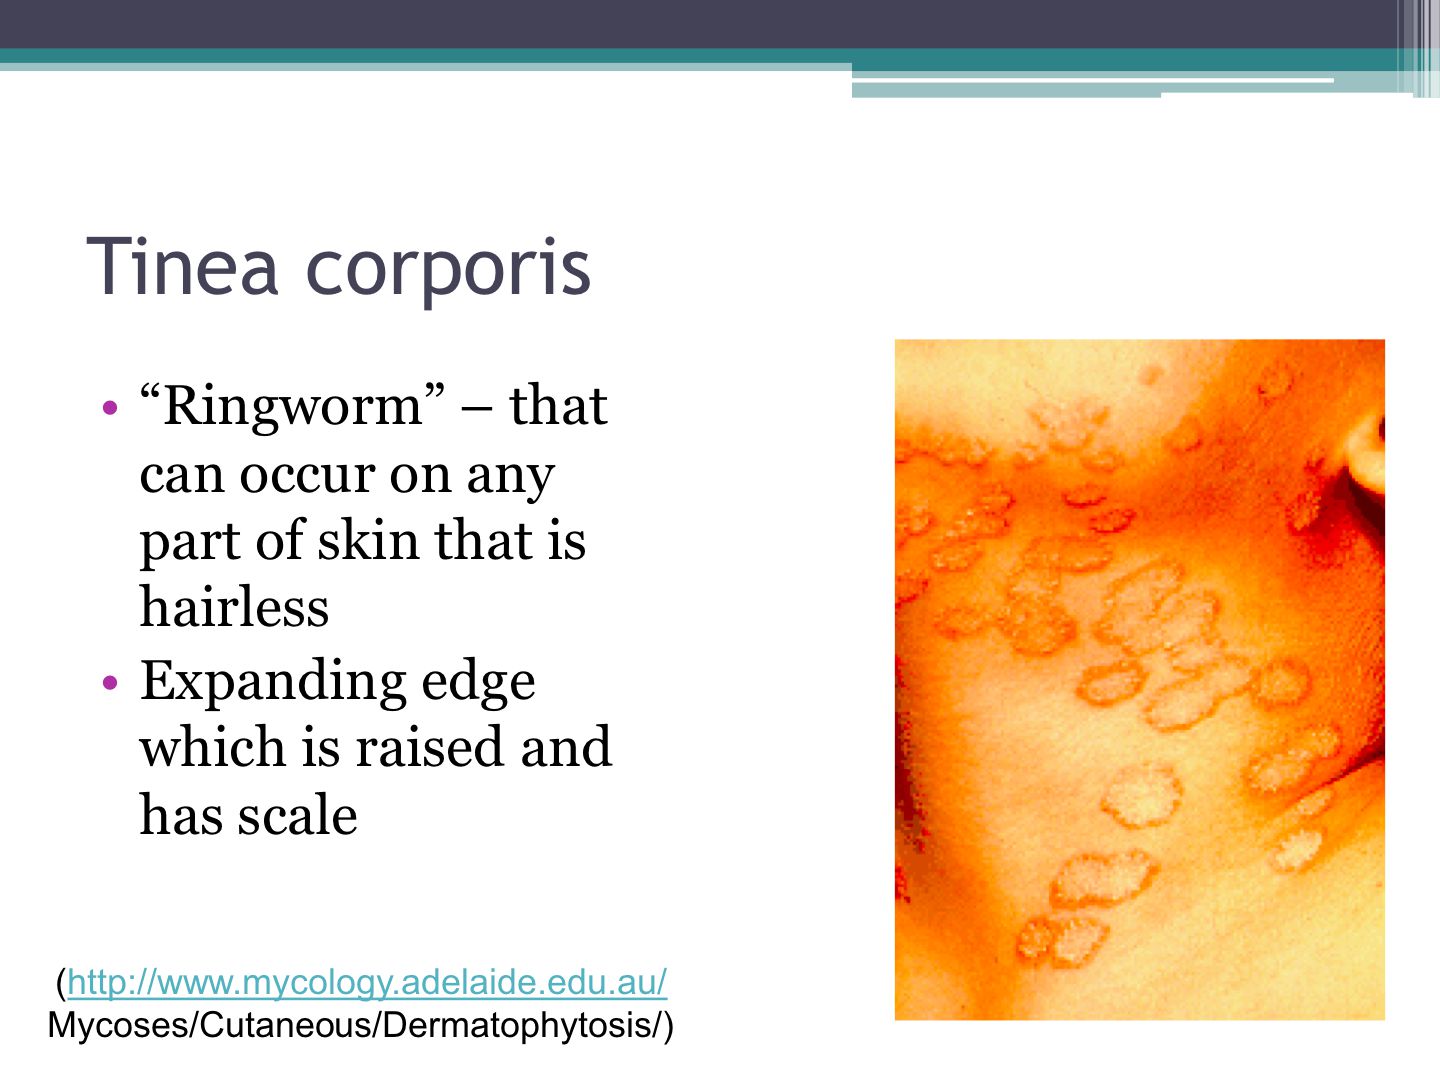 Tinea corporis
• “Ringworm” – that
can occur on any
part of skin that is
hairless
• Expanding edge
which is raised and
has scale
(http://www.mycology.adelaide.edu.au/
Mycoses/Cutaneous/Dermatophytosis/)